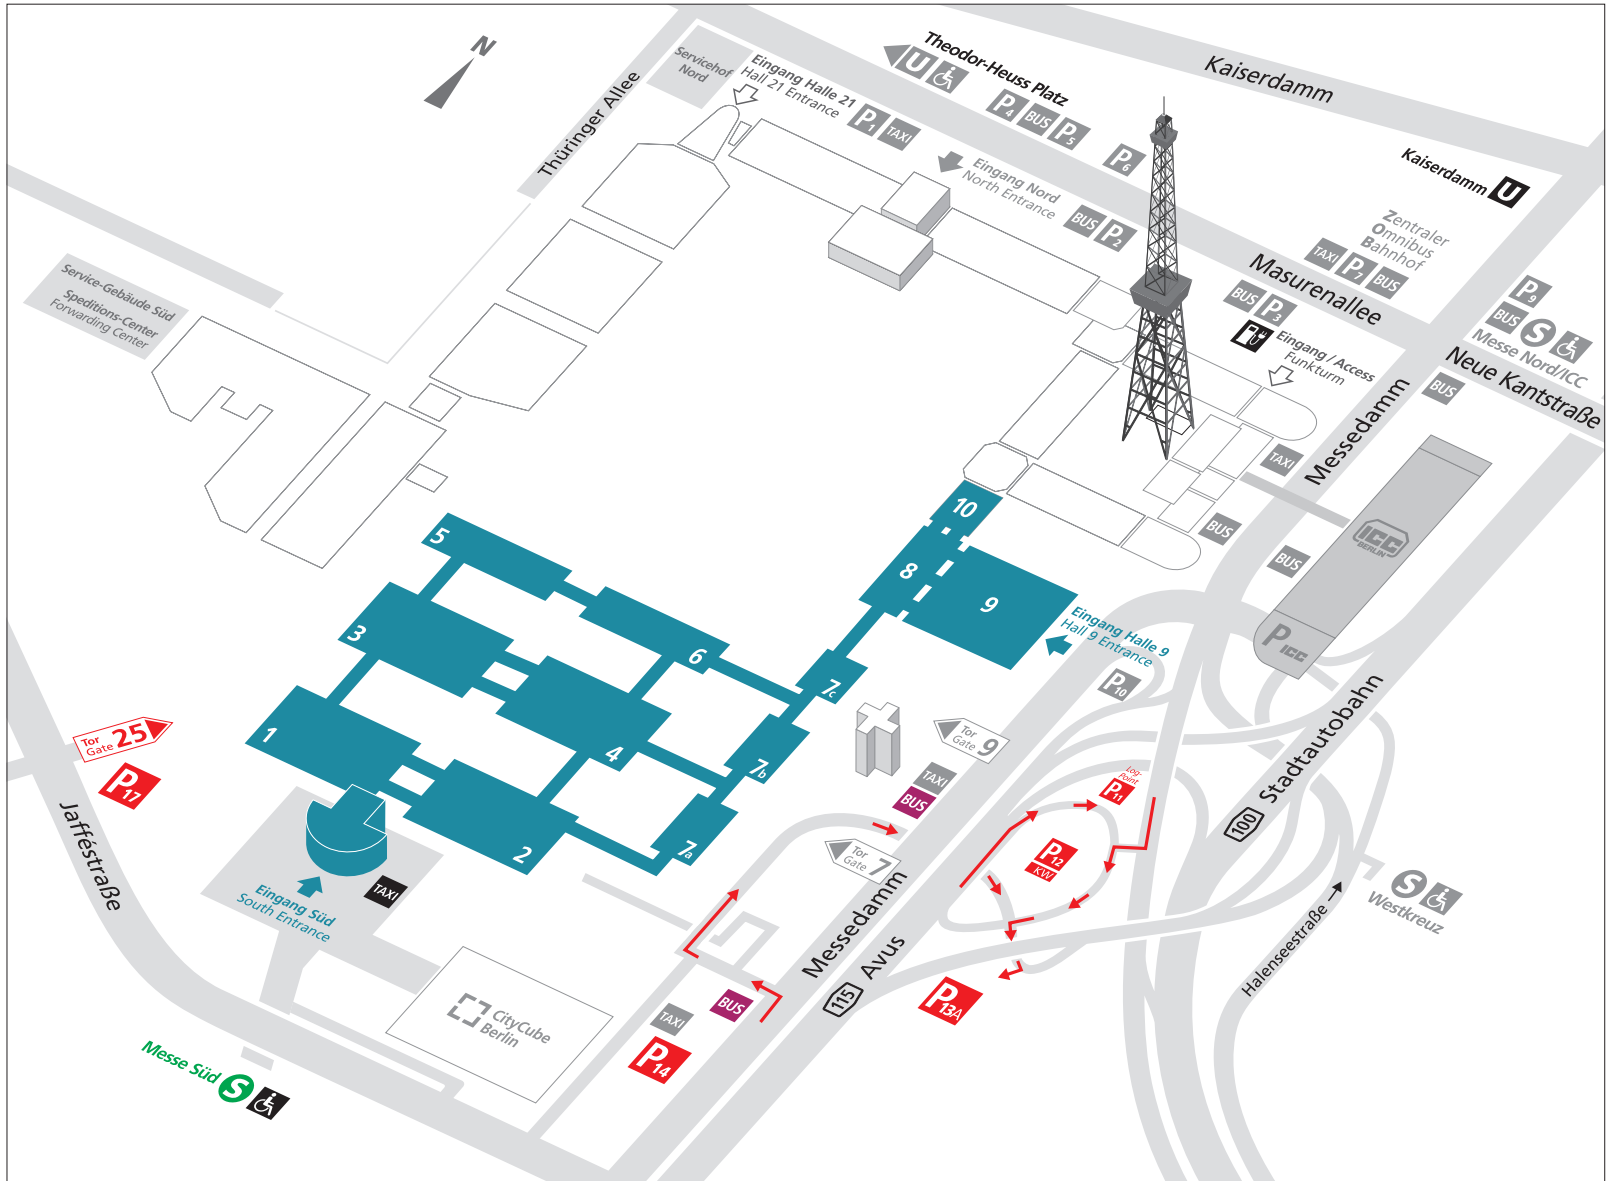 N
Thüringer Allee
Servicehof
Nord
Eingang Halle 21
Hall 21 Entrance
P1
TAXI
U
Theodor-Heuss Platz
P4
BUS
P5
P6
Kaiserdamm
Kaiserdamm
U
Eingang Nord
North Entrance
BUS
P2
Zentraler
Omnibus
Bahnhof
TAXI
P7
BUS
Masurenallee
BUS
P3
Eingang / Access
Funkturm
P9
BUS
S
Messe Nord/ICC
Neue Kantstraße
BUS
Messedamm
TAXI
BUS
BUS
ICC
BERLIN
P ICC
Service-Gebäude Süd
Speditions-Center
Forwarding Center
5
3
1
6
4
2
7a
7b
7c
8
9
10
Eingang Halle 9
Hall 9 Entrance
P10
Tor
Gate 9
TAXI
BUS
Tor
Gate 7
Log-
Point
P11
P12
KW
P13A
Stadtautobahn
100
S
Westkreuz
Halenseestraße
Messedamm
Avus
115
Tor
Gate 25
P17
Jafféstraße
Eingang Süd
South Entrance
TAXI
CityCube
Berlin
BUS
TAXI
P14
Messe Süd
S